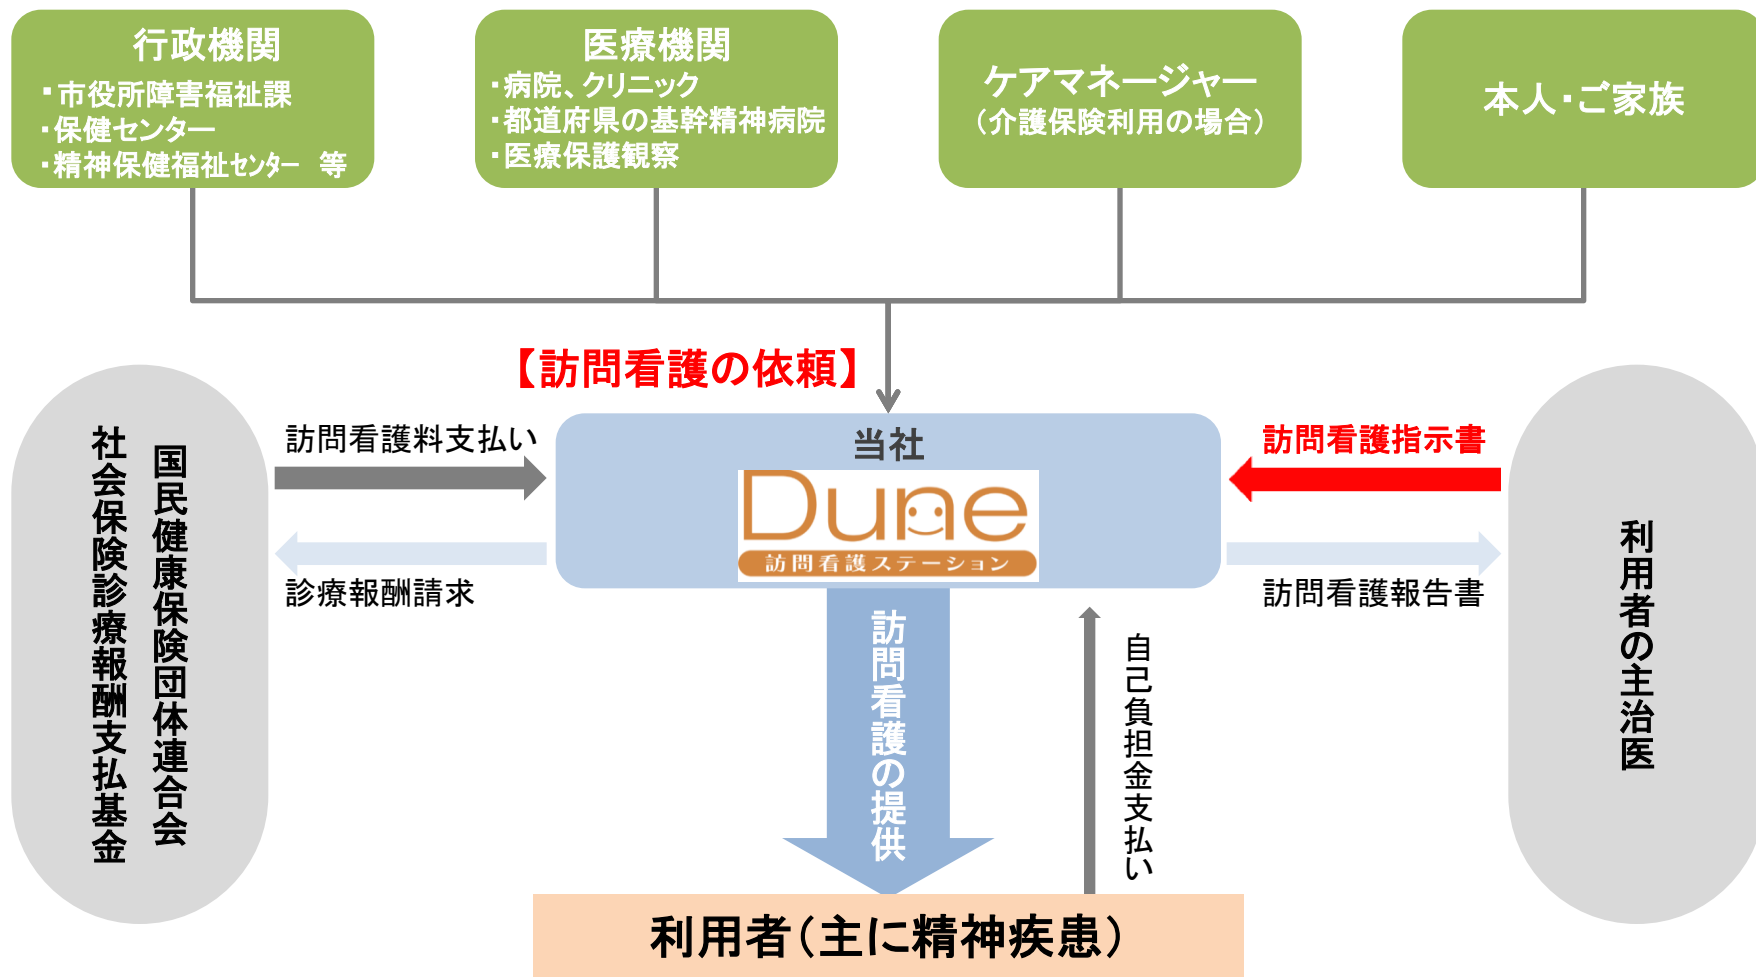 行政機関
・市役所障害福祉課
・保健センター
・精神保健福祉センター　等
医療機関
・病院、クリニック
・都道府県の基幹精神病院
・医療保護観察
ケアマネージャー
（介護保険利用の場合）
本人・ご家族
【訪問看護の依頼】
国民健康保険団体連合会
社会保険診療報酬支払基金
訪問看護料支払い
診療報酬請求
当社
Dune
訪問看護ステーション
訪問看護指示書
訪問看護報告書
利用者の主治医
訪問看護の提供
自己負担金支払い
利用者（主に精神疾患）